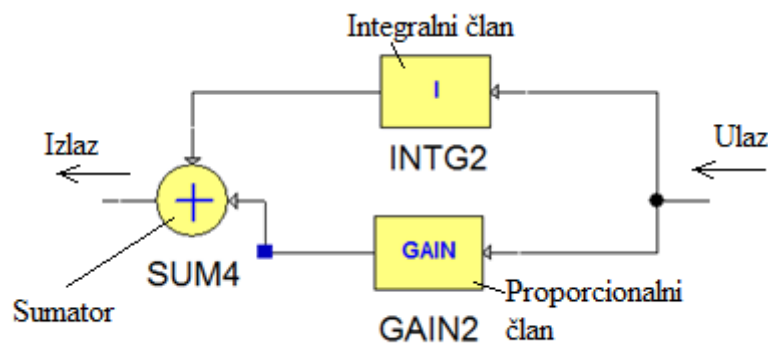 Integralni član
I
INTG2
Izlaz
Ulaz
SUM4
GAIN
Sumator
Proporcionalni
član
GAIN2